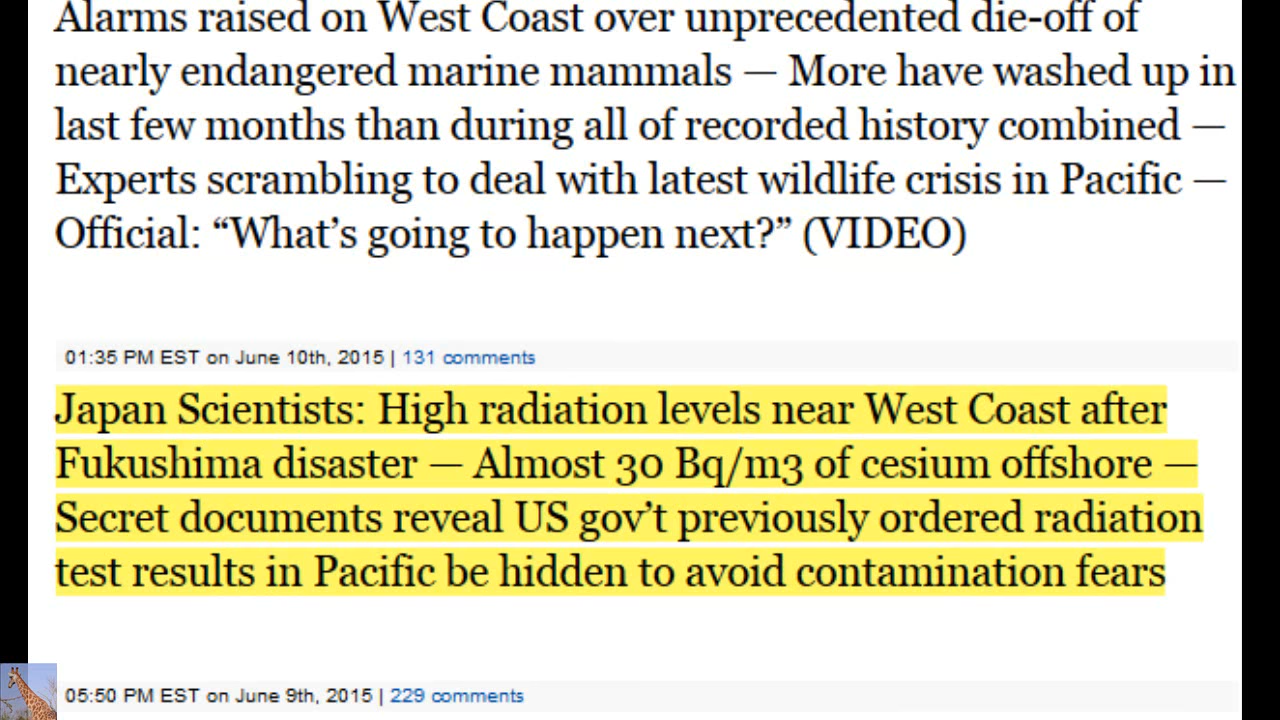 Alarms raised on West Coast over unprecedented die-off of
nearly endangered marine mammals — More have washed up in
last few months than during all of recorded history combined —
Experts scrambling to deal with latest wildlife crisis in Pacific —
Official: “What’s going to happen next?” (VIDEO)
01:35 PM EST on June 10th, 2015 | 131 comments
Japan Scientists: High radiation levels near West Coast after
Fukushima disaster — Almost 30 Bq/m3 of cesium offshore —
Secret documents reveal US gov’t previously ordered radiation
test results in Pacific be hidden to avoid contamination fears
05:50 PM EST on June 9th, 2015 | 229 comments